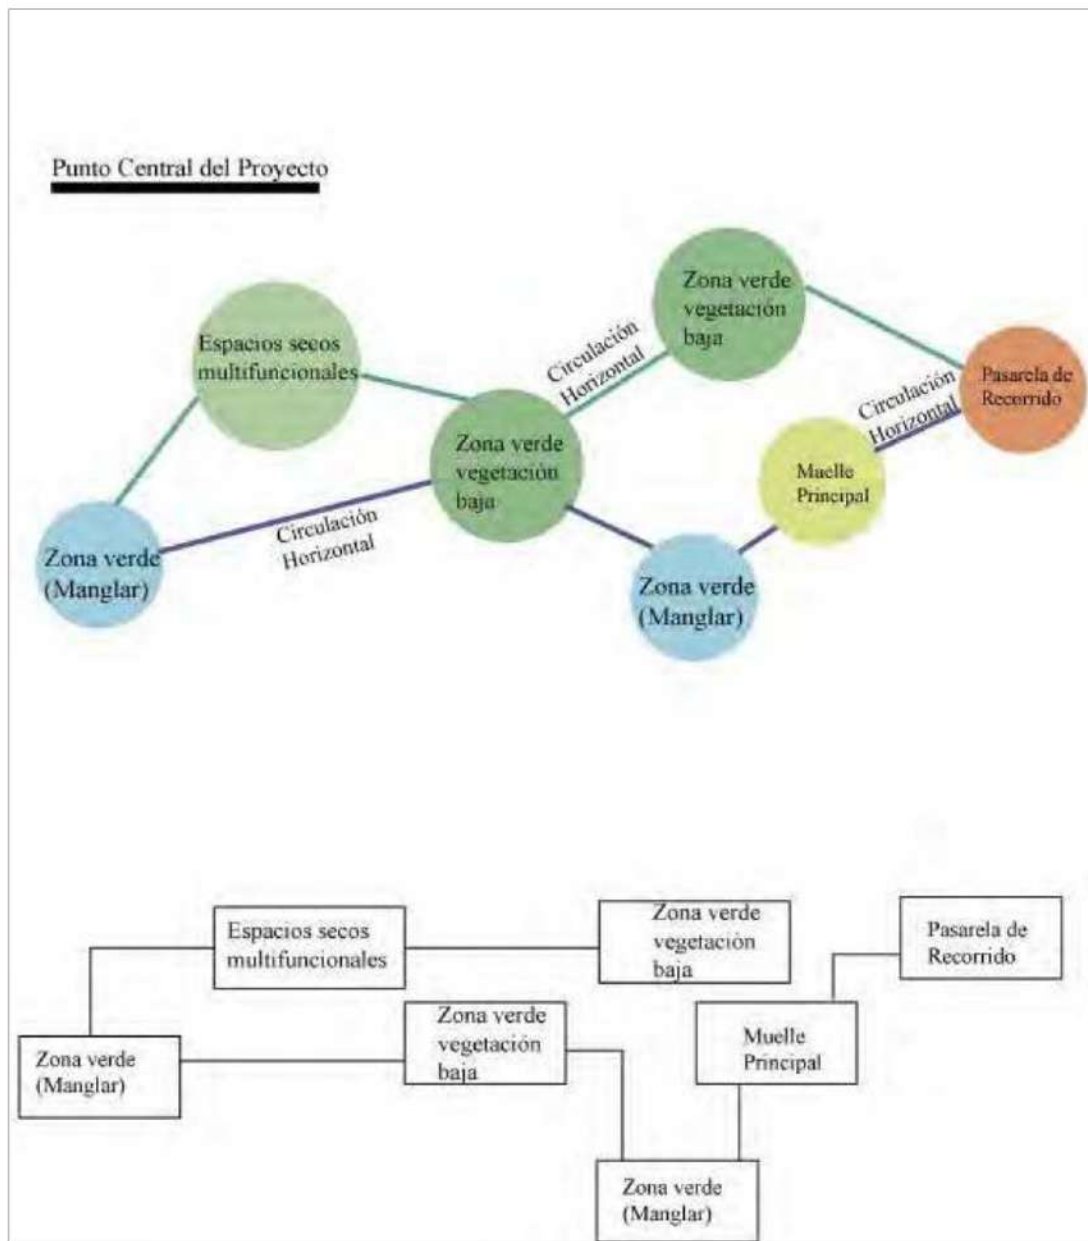 Punto Central del Proyecto
Zona verde
vegetación
baja
Espacios secos
multifuncionales
Circulación
Horizontal
Pasarela de
Recorrido
Circulación
Horizontal
Zona verde
vegetación
baja
Muelle
Principal
Circulación
Horizontal
Zona verde
(Manglar)
Zona verde
(Manglar)
Espacios secos
multifuncionales
Zona verde
vegetación
baja
Pasarela de
Recorrido
Zona verde
vegetación
baja
Muelle
Principal
Zona verde
(Manglar)
Zona verde
(Manglar)